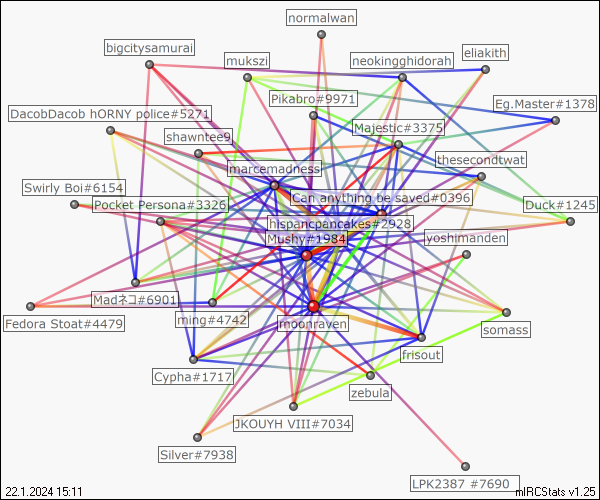 normalwan
bigcitysamurai
mukszi
neokingghidorah
eliakith
Pikabro#9971
Eg.Master#1378
DacobDacob hORNY police#5271
Majestic#3375
shawntee9
thesecondtwat
marcemadness
Swirly Boi#6154
Can anything be saved#0396
Pocket Persona#3326
Duck#1245
hispancpancakes#2928
Mushy#1984
yoshimanden
Madネコ#6901
Fedora Stoat#4479
ming#4742
moonraven
somass
frisout
Cypha#1717
zebula
JKOUYH VIII#7034
Silver#7938
LPK2387 #7690
22.1.2024 15:11
mIRCStats v1.25